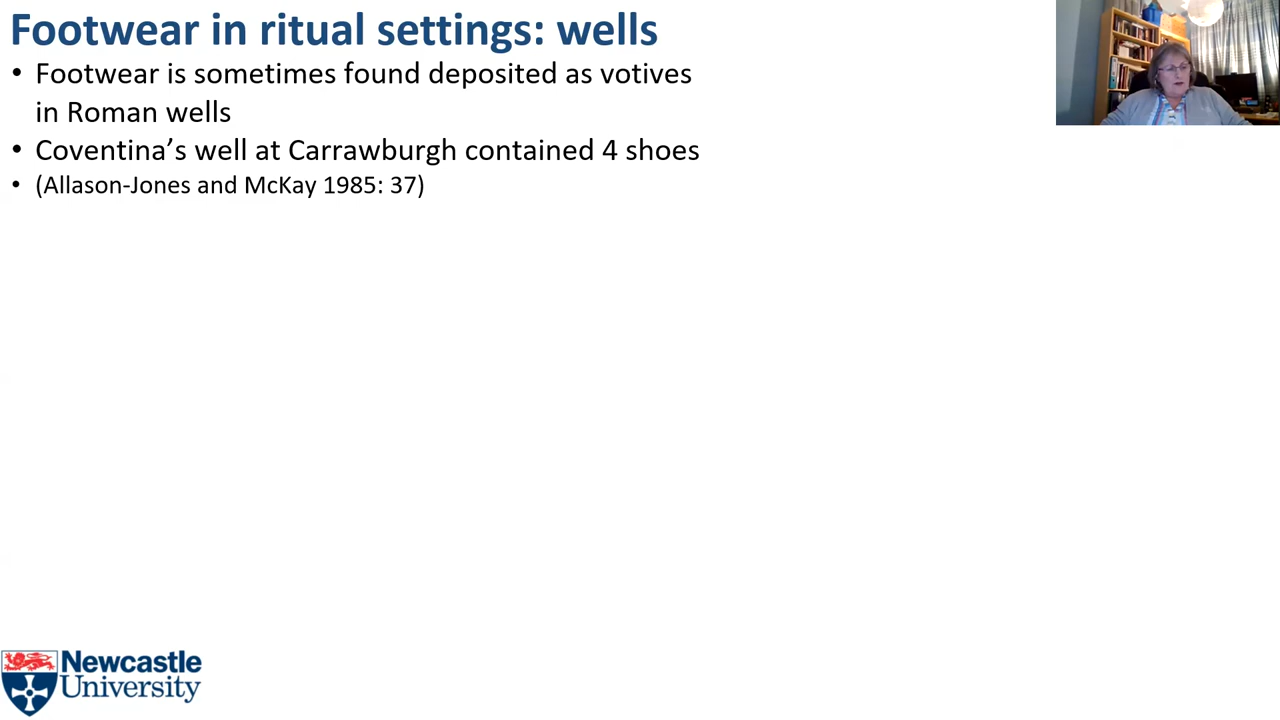 Footwear in ritual settings: wells
• Footwear is sometimes found deposited as votives
in Roman wells
• Coventina’s well at Carrawburgh contained 4 shoes
• (Allason-Jones and McKay 1985: 37)
Newcastle
University